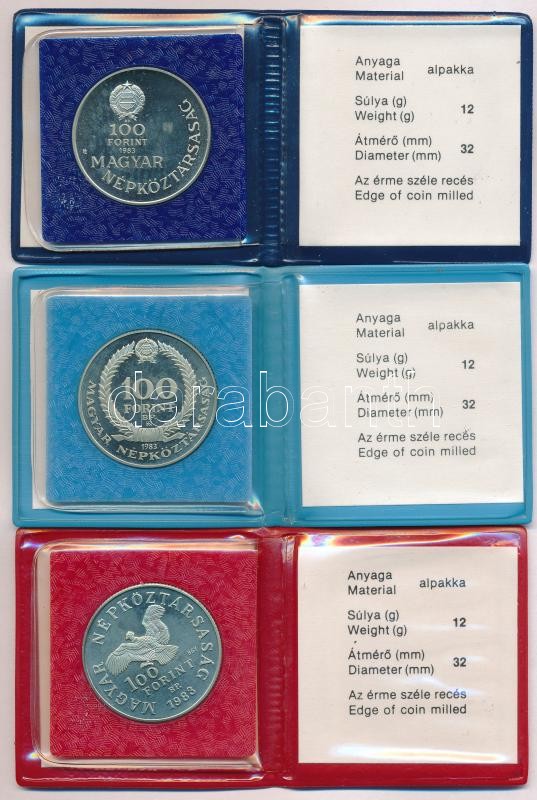 100
FORINT
1983
MAGYAR
NÉPKÖZTÁRSASÁG
Anyaga
Material alpakka
Súlya (g)
Weight (g) 12
Átmérő (mm)
Diameter (mm) 32
Az érme széle recés
Edge of coin milled
100
FORINT
BP.
1983
MAGYAR NÉPKÖZTÁRSASÁG
Anyaga
Material alpakka
Súlya (g)
Weight (g) 12
Átmérő (mm)
Diameter (mm) 32
Az érme széle recés
Edge of coin milled
darabanth
MAGYAR NÉPKÖZTÁRSASÁG
100
FORINT
BP.
1983
Anyaga
Material alpakka
Súlya (g)
Weight (g) 12
Átmérő (mm)
Diameter (mm) 32
Az érme széle recés
Edge of coin milled